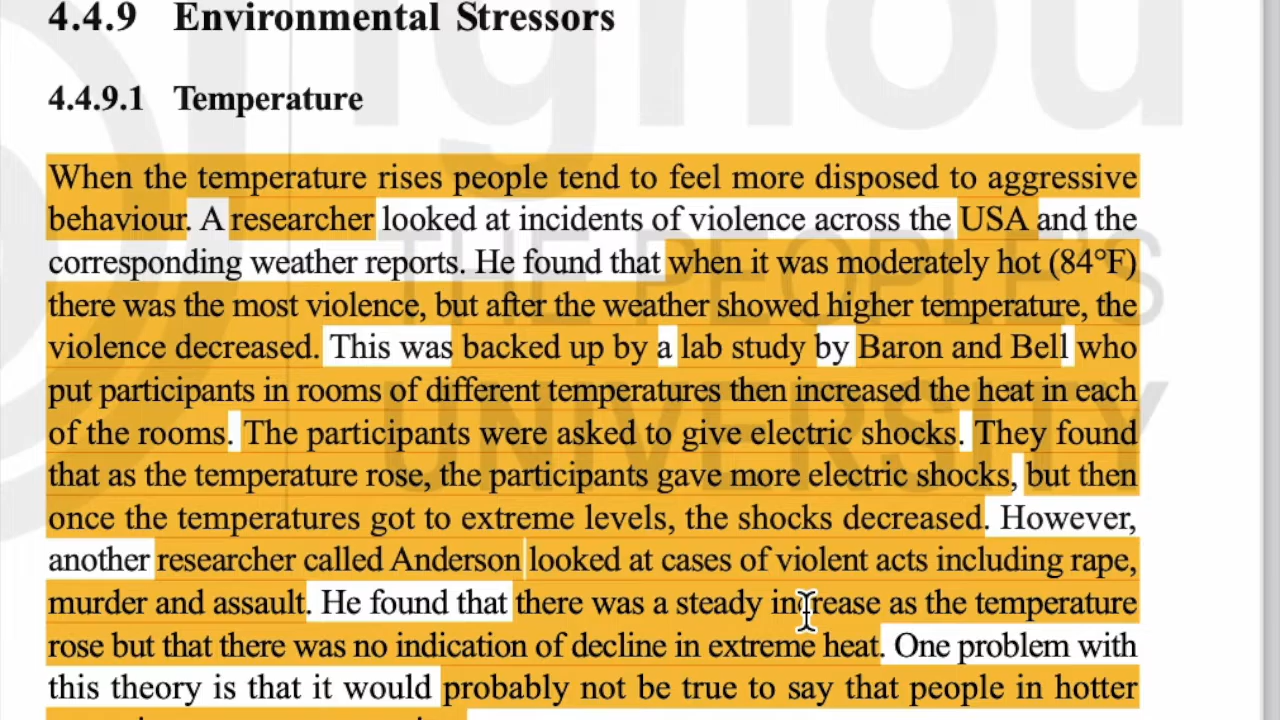 4.4.9 Environmental Stressors
4.4.9.1 Temperature
When the temperature rises people tend to feel more disposed to aggressive
behaviour. A researcher looked at incidents of violence across the USA and the
corresponding weather reports. He found that when it was moderately hot (84°F)
there was the most violence, but after the weather showed higher temperature, the
violence decreased. This was backed up by a lab study by Baron and Bell who
put participants in rooms of different temperatures then increased the heat in each
of the rooms. The participants were asked to give electric shocks. They found
that as the temperature rose, the participants gave more electric shocks, but then
once the temperatures got to extreme levels, the shocks decreased. However,
another researcher called Anderson looked at cases of violent acts including rape,
murder and assault. He found that there was a steady increase as the temperature
rose but that there was no indication of decline in extreme heat. One problem with
this theory is that it would probably not be true to say that people in hotter
ignou
THE PEOPLE'S
UNIVERSITY